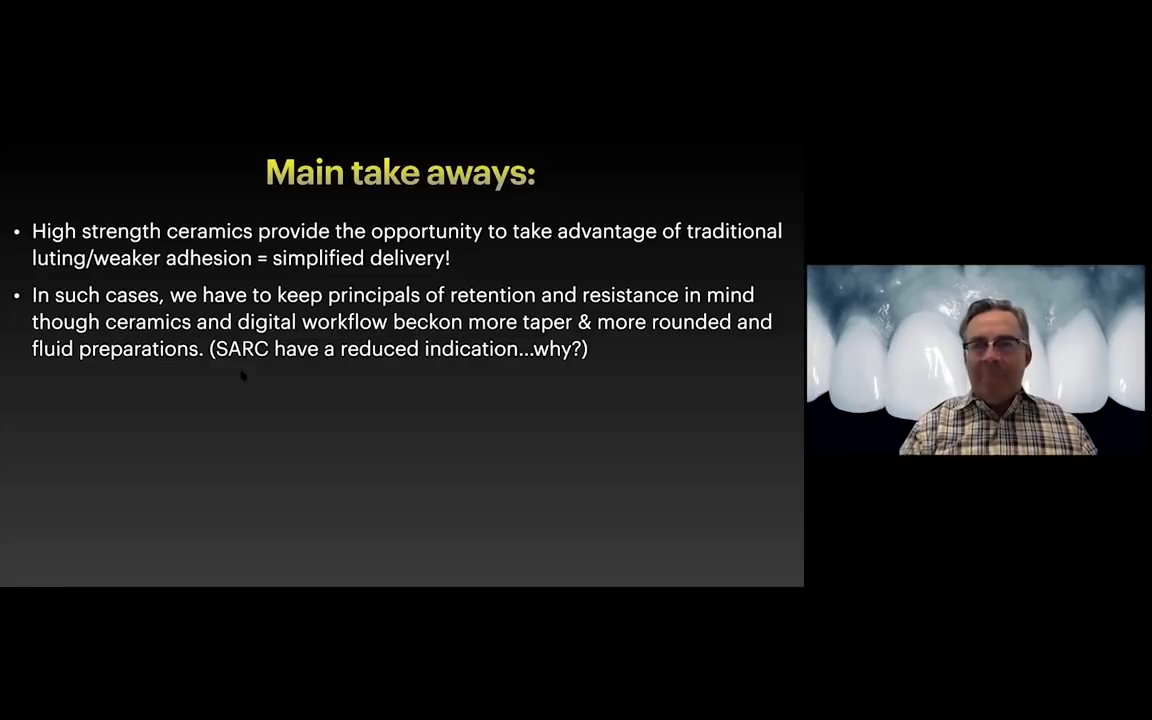 Main take aways:
• High strength ceramics provide the opportunity to take advantage of traditional
luting/weaker adhesion = simplified delivery!
• In such cases, we have to keep principals of retention and resistance in mind
though ceramics and digital workflow beckon more taper & more rounded and
fluid preparations. (SARC have a reduced indication...why?)